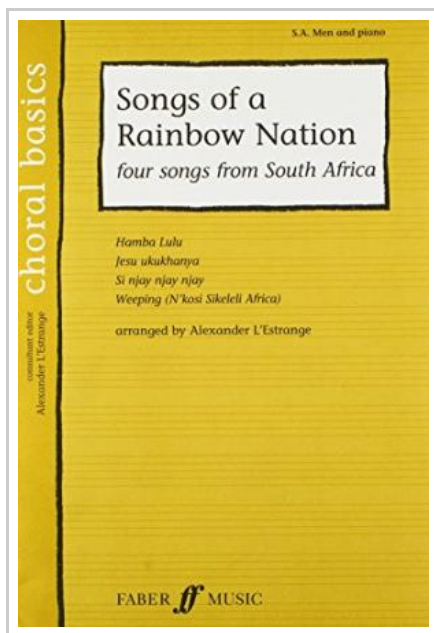 S.A. Men and piano
Songs of a
Rainbow Nation
four songs from South Africa
Hamba Lulu
Jesu ukukhanya
Si njay njay njay
Weeping (N'kosi Sikeleli Africa)
arranged by Alexander L'Estrange
choral basics
consultant editor
Alexander L'Estrange
FABER ff MUSIC